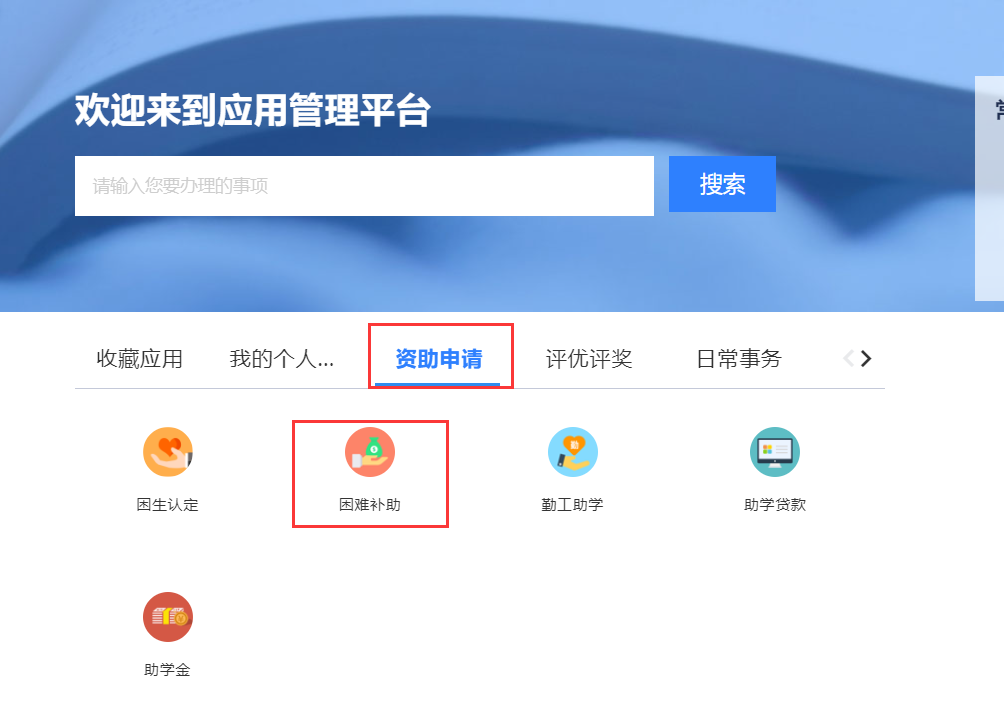 欢迎来到应用管理平台
常
请输入您要办理的事项
搜索
收藏应用
我的个人...
资助申请
评优评奖
日常事务
困生认定
困难补助
勤工助学
助学贷款
助学金